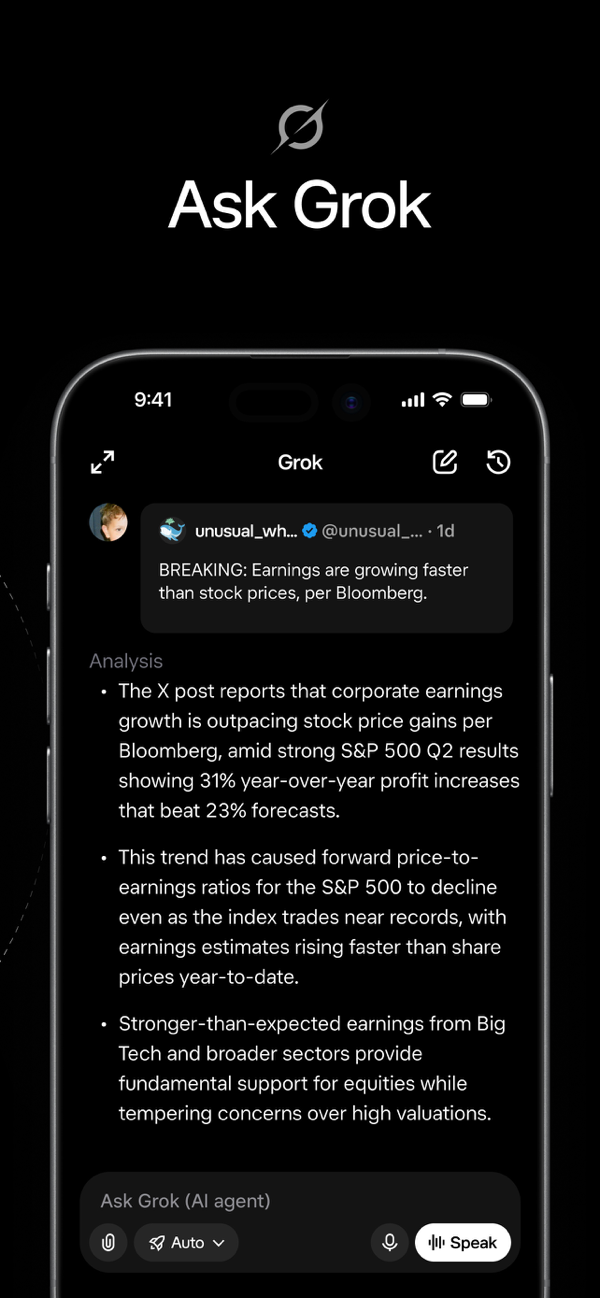 Ask Grok
9:41
Grok
unusual_wh... @unusual_... · 1d
BREAKING: Earnings are growing faster
than stock prices, per Bloomberg.
Analysis
• The X post reports that corporate earnings
growth is outpacing stock price gains per
Bloomberg, amid strong S&P 500 Q2 results
showing 31% year-over-year profit increases
that beat 23% forecasts.
• This trend has caused forward price-to-
earnings ratios for the S&P 500 to decline
even as the index trades near records, with
earnings estimates rising faster than share
prices year-to-date.
• Stronger-than-expected earnings from Big
Tech and broader sectors provide
fundamental support for equities while
tempering concerns over high valuations.
Ask Grok (AI agent)
Auto
Speak